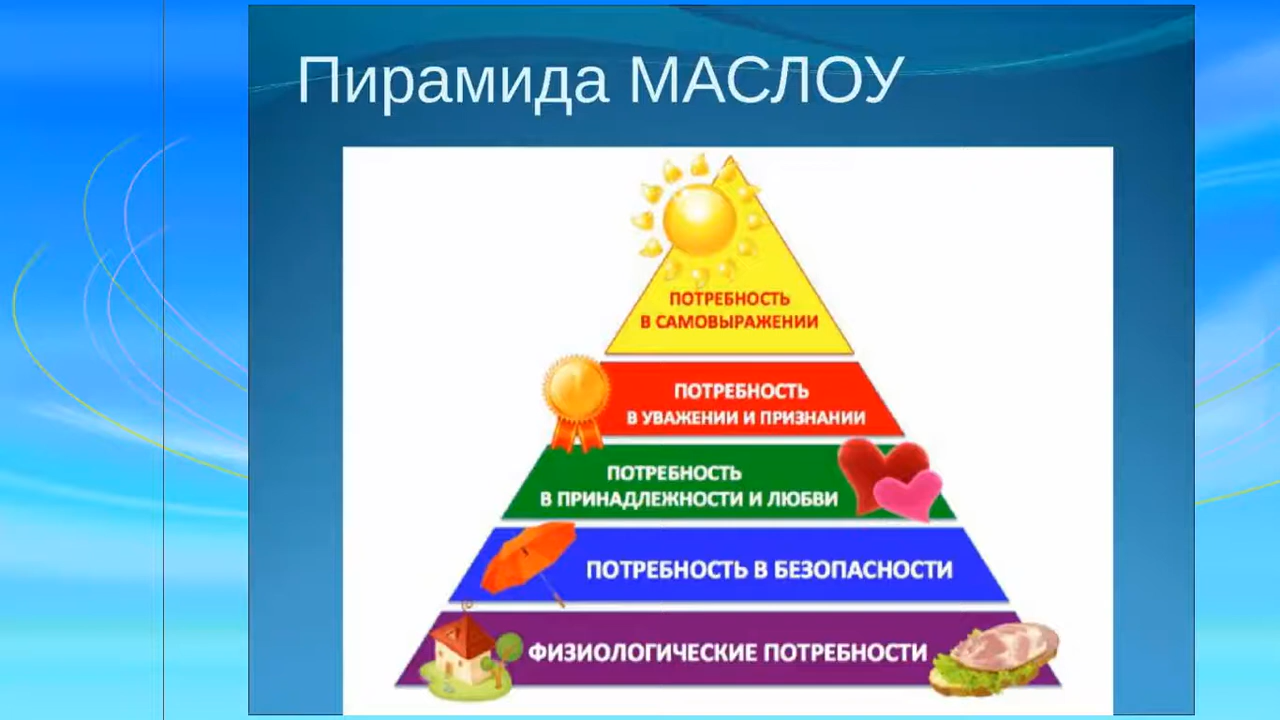 Пирамида МАСЛОУ
ПОТРЕБНОСТЬ
В САМОВЫРАЖЕНИИ
ПОТРЕБНОСТЬ
В УВАЖЕНИИ И ПРИЗНАНИИ
ПОТРЕБНОСТЬ
В ПРИНАДЛЕЖНОСТИ И ЛЮБВИ
ПОТРЕБНОСТЬ В БЕЗОПАСНОСТИ
ФИЗИОЛОГИЧЕСКИЕ ПОТРЕБНОСТИ